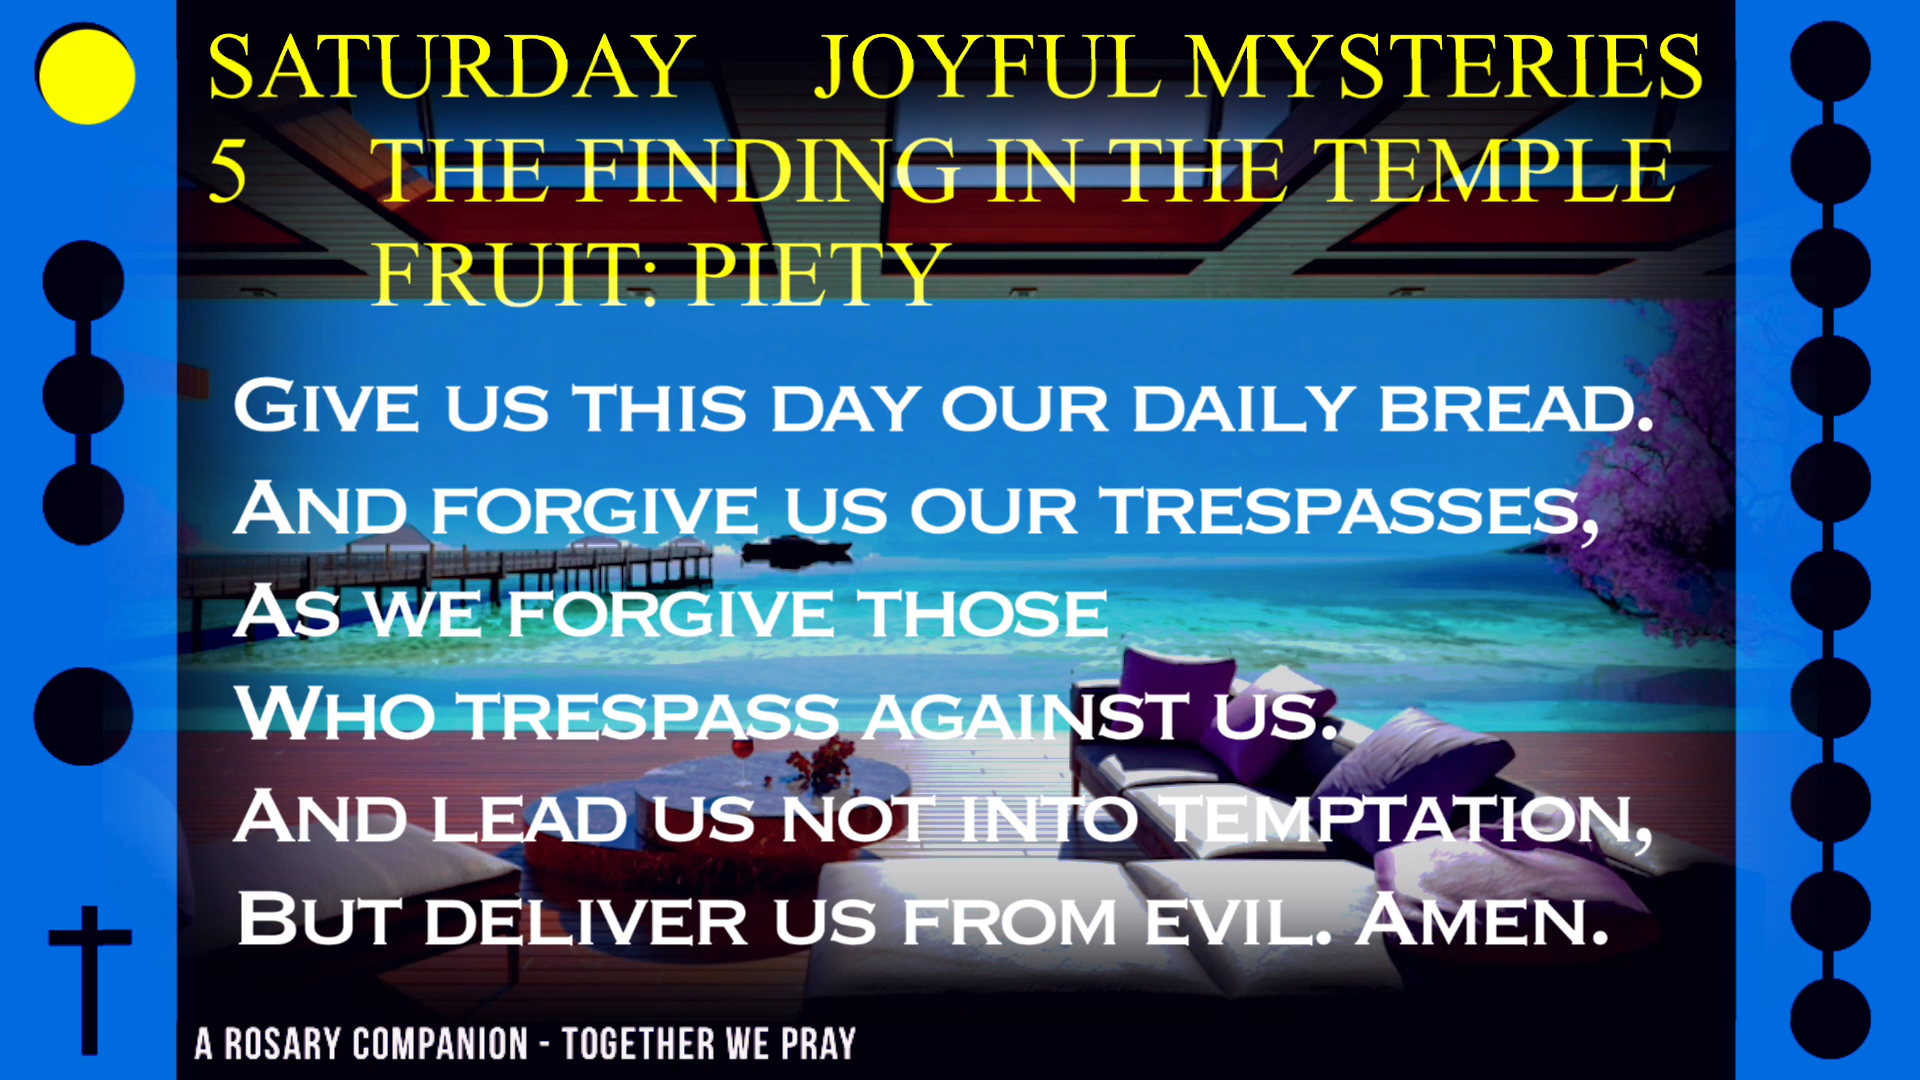 SATURDAY JOYFUL MYSTERIES
5 THE FINDING IN THE TEMPLE
FRUIT: PIETY
GIVE US THIS DAY OUR DAILY BREAD.
AND FORGIVE US OUR TRESPASSES,
AS WE FORGIVE THOSE
WHO TRESPASS AGAINST US.
AND LEAD US NOT INTO TEMPTATION,
BUT DELIVER US FROM EVIL. AMEN.
A ROSARY COMPANION - TOGETHER WE PRAY